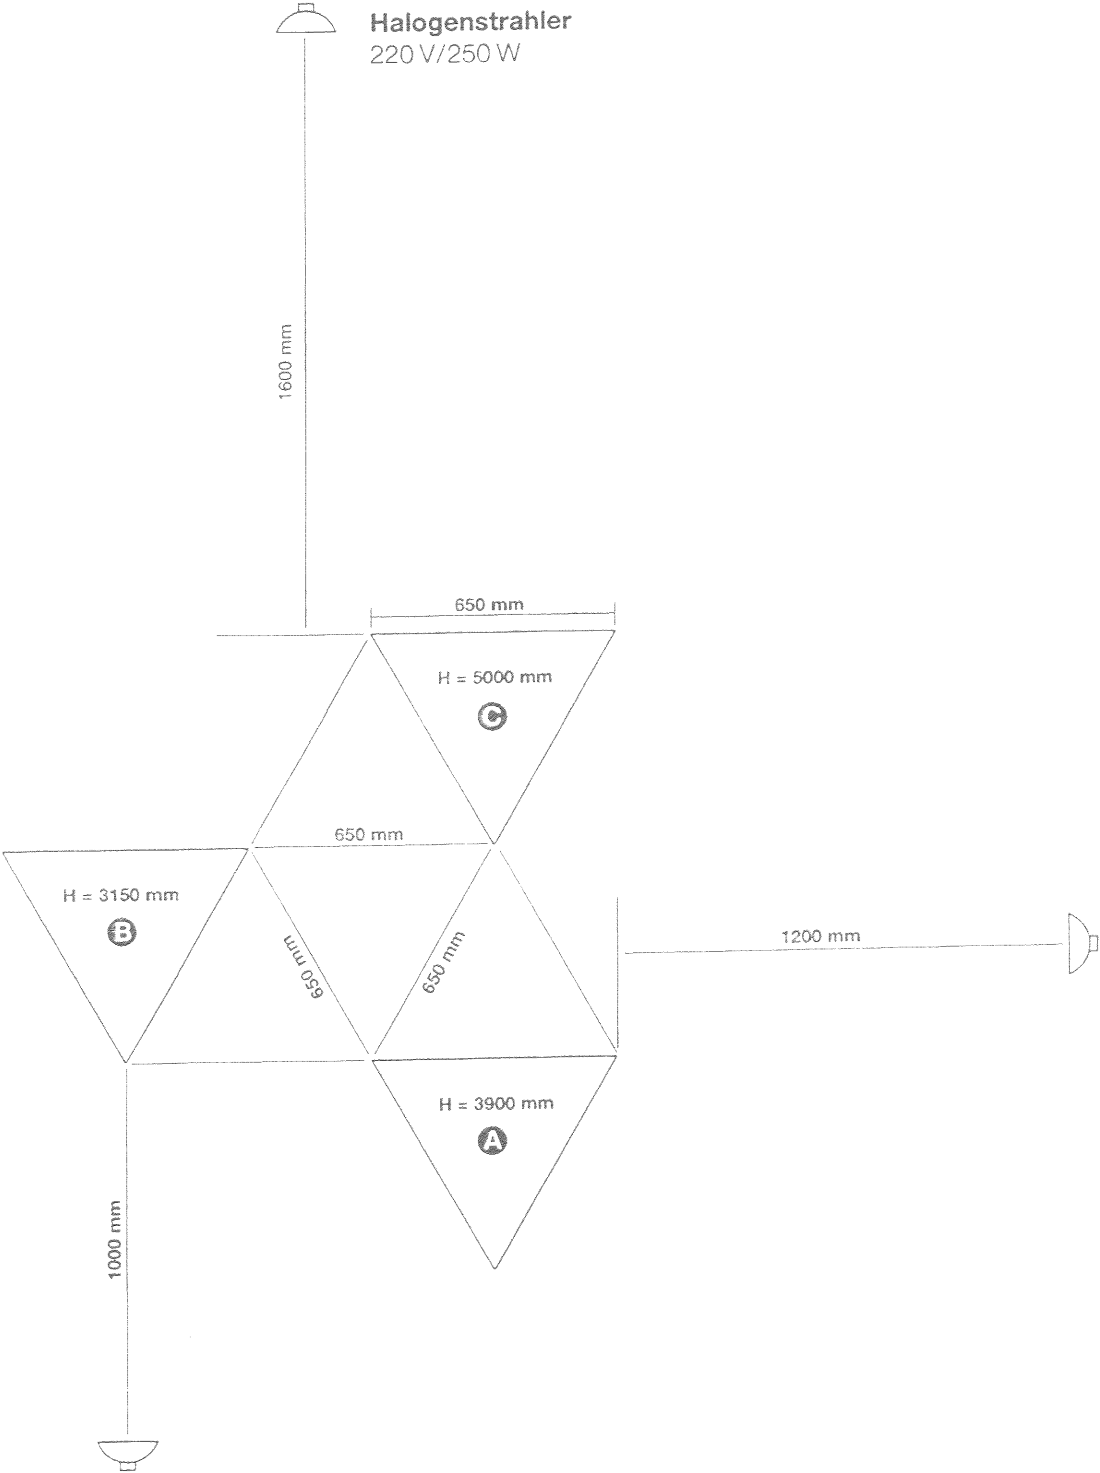 Halogenstrahler
220 V/250 W
1600 mm
650 mm
H = 5000 mm
C
650 mm
H = 3150 mm
B
650 mm
650 mm
1200 mm
H = 3900 mm
A
1000 mm